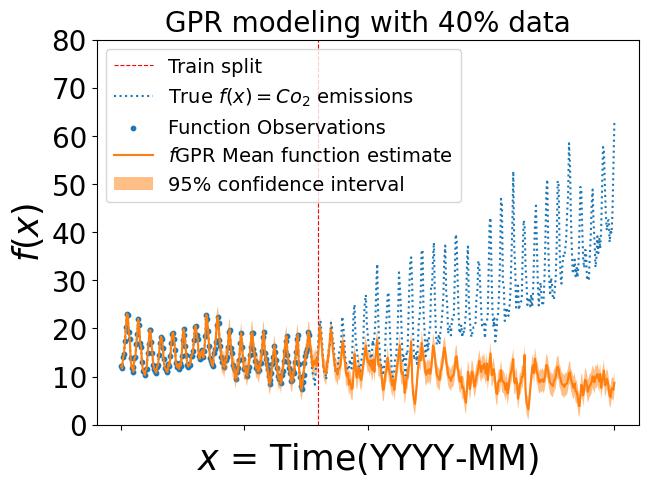 GPR modeling with 40% data
80
70
60
50
40
30
20
10
0
f(x)
Train split
True f(x) = Co₂ emissions
Function Observations
fGPR Mean function estimate
95% confidence interval
x = Time(YYYY-MM)